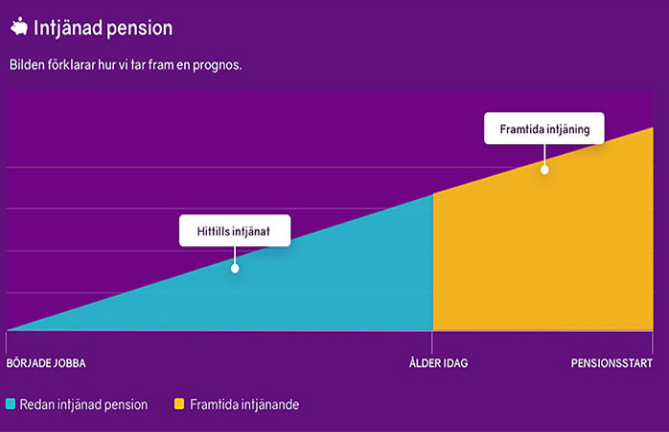 Intjänad pension
Bilden förklarar hur vi tar fram en prognos.
Framtida intjäning
Hittills intjänat
BÖRJADE JOBBA
ÅLDER IDAG
PENSIONSSTART
Redan intjänad pension
Framtida intjänande